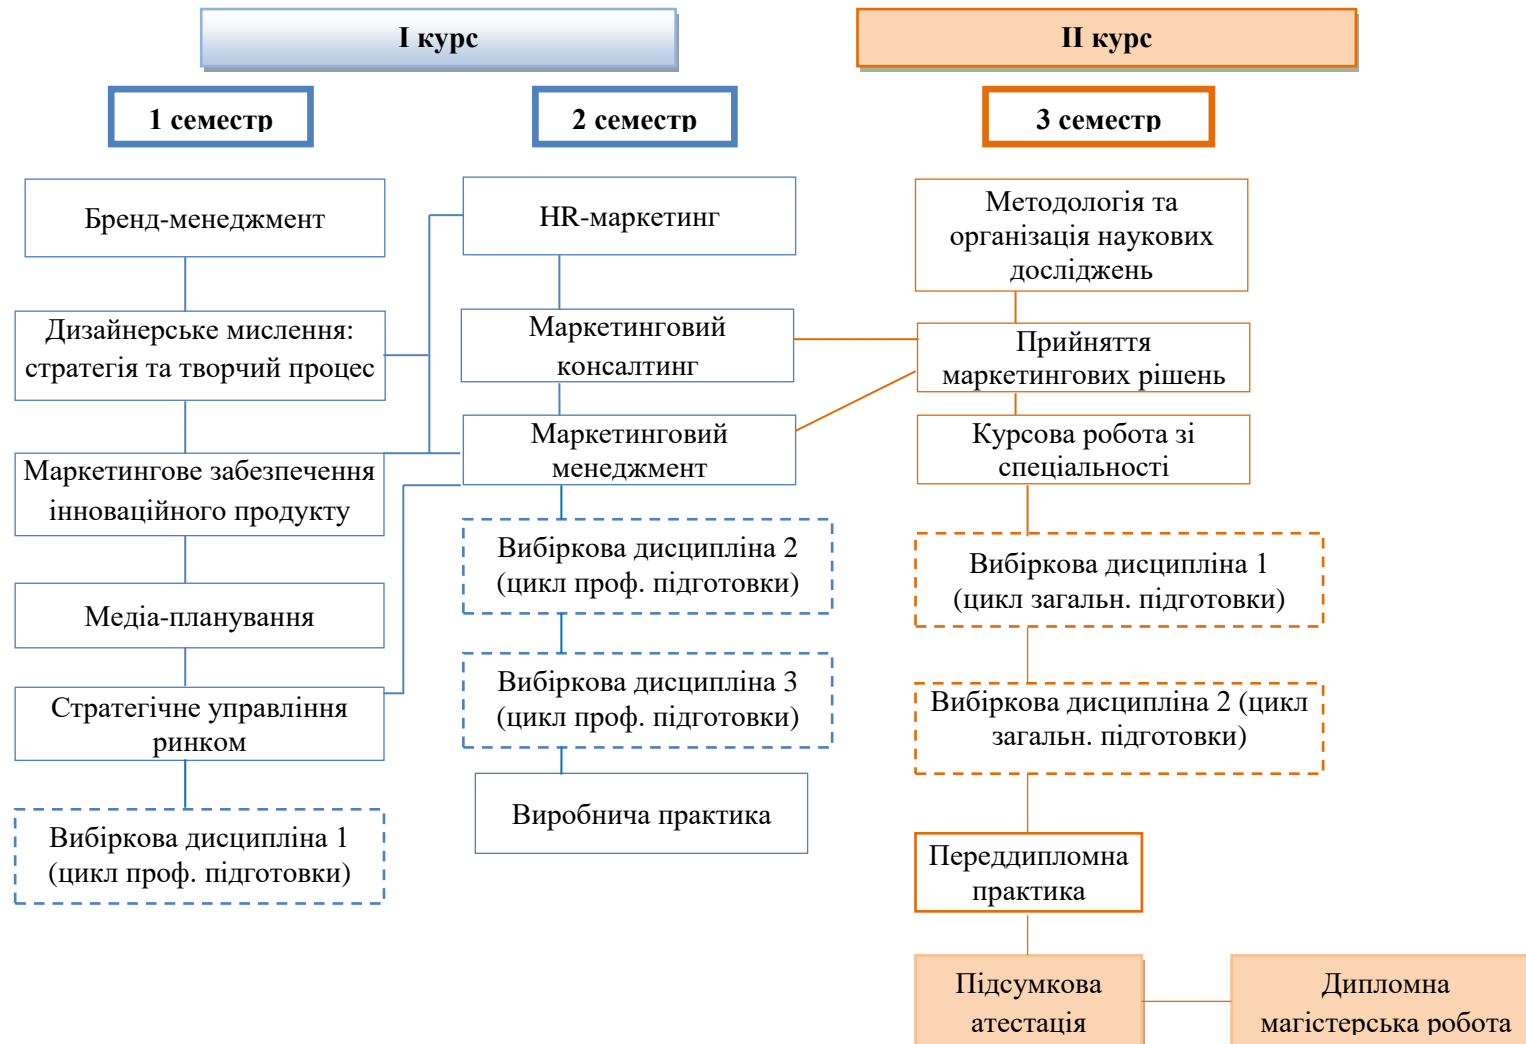 І курс
ІІ курс
1 семестр
2 семестр
3 семестр
Бренд-менеджмент
Дизайнерське мислення:
стратегія та творчий процес
Маркетингове забезпечення
інноваційного продукту
Медіа-планування
Стратегічне управління
ринком
Вибіркова дисципліна 1
(цикл проф. підготовки)
HR-маркетинг
Маркетинговий
консалтинг
Маркетинговий
менеджмент
Вибіркова дисципліна 2
(цикл проф. підготовки)
Вибіркова дисципліна 3
(цикл проф. підготовки)
Виробнича практика
Методологія та
організація наукових
досліджень
Прийняття
маркетингових рішень
Курсова робота зі
спеціальності
Вибіркова дисципліна 1
(цикл загальн. підготовки)
Вибіркова дисципліна 2 (цикл
загальн. підготовки)
Переддипломна
практика
Підсумкова
атестація
Дипломна
магістерська робота